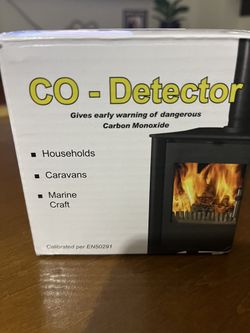 CO - Detector
Gives early warning of dangerous
Carbon Monoxide
Households
Caravans
Marine
Craft
Calibrated per EN50291